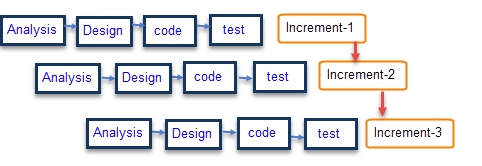 Analysis Design code test Increment-1
Analysis Design code test Increment-2
Analysis Design code test Increment-3